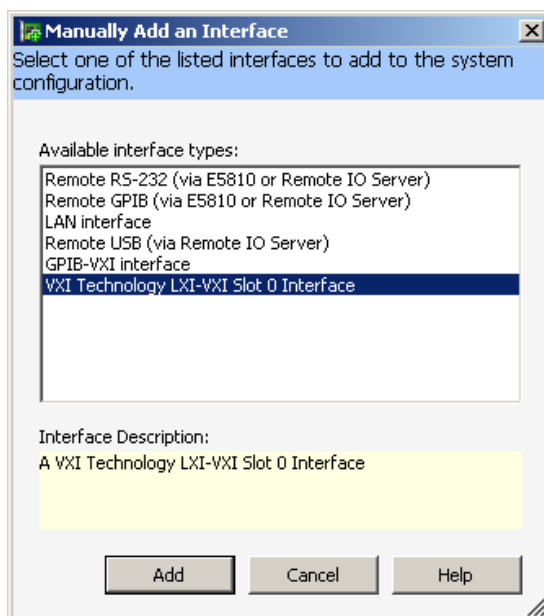 Manually Add an Interface
Select one of the listed interfaces to add to the system
configuration.
Available interface types:
Remote RS-232 (via E5810 or Remote IO Server)
Remote GPIB (via E5810 or Remote IO Server)
LAN interface
Remote USB (via Remote IO Server)
GPIB-VXI interface
VXI Technology LXI-VXI Slot 0 Interface
Interface Description:
A VXI Technology LXI-VXI Slot 0 Interface
Add Cancel Help